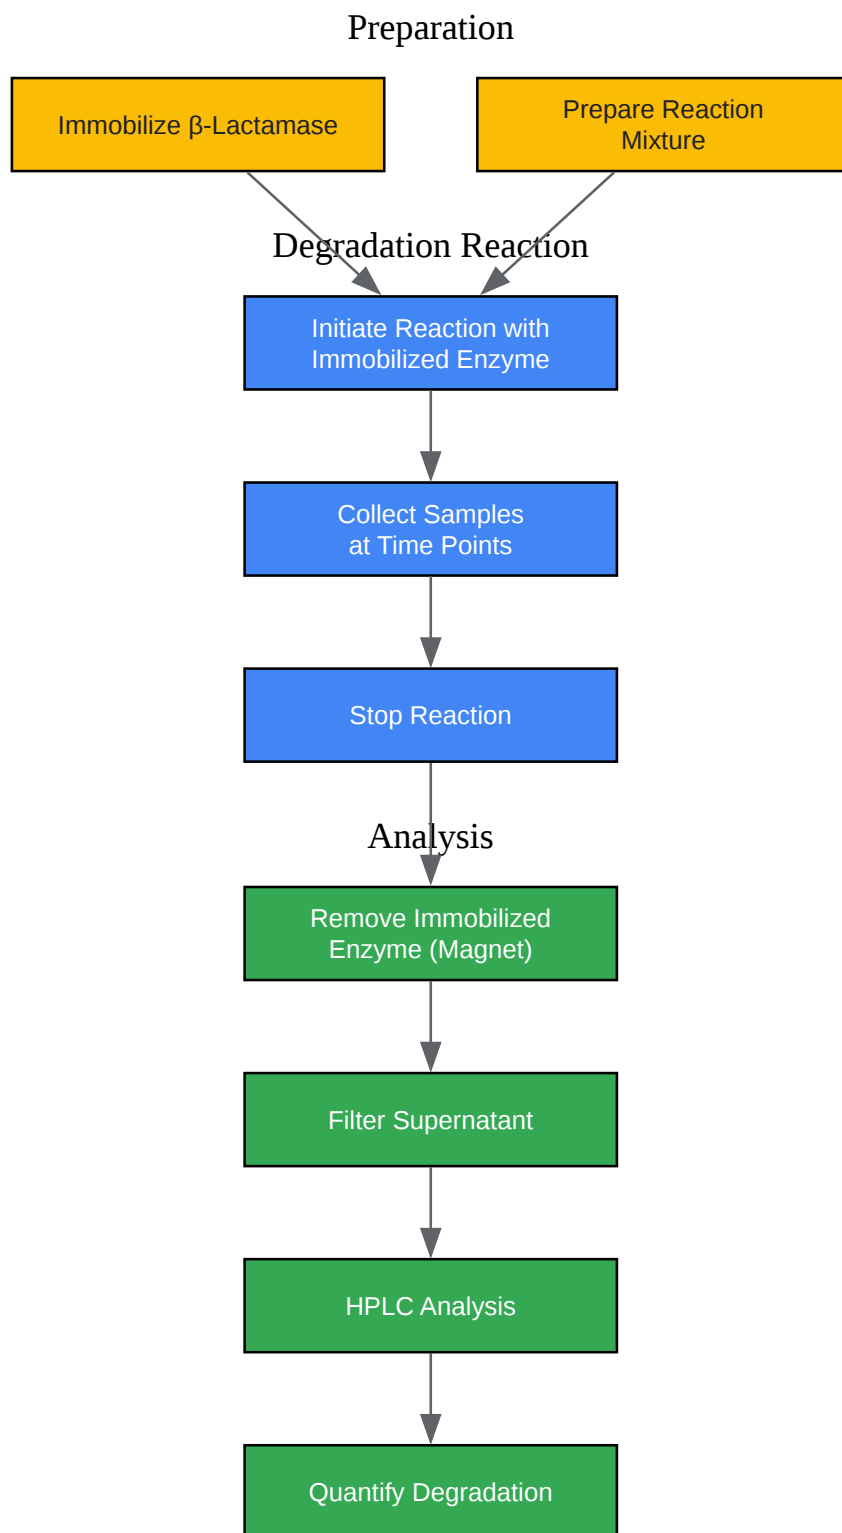 Preparation
Immobilize β-Lactamase
Prepare Reaction
Mixture
Degradation Reaction
Initiate Reaction with
Immobilized Enzyme
Collect Samples
at Time Points
Stop Reaction
Analysis
Remove Immobilized
Enzyme (Magnet)
Filter Supernatant
HPLC Analysis
Quantify Degradation